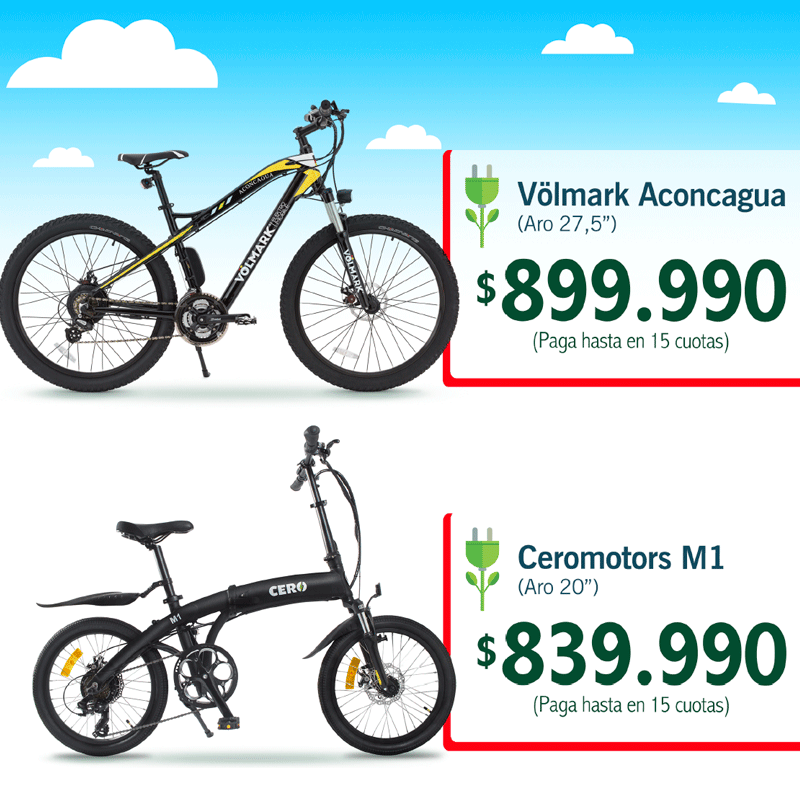 ACONCAGUA
VÖLMARK
VÖLMARK
Völmark Aconcagua
(Aro 27,5”)
$899.990
(Paga hasta en 15 cuotas)
CERO
M1
Ceromotors M1
(Aro 20”)
$839.990
(Paga hasta en 15 cuotas)